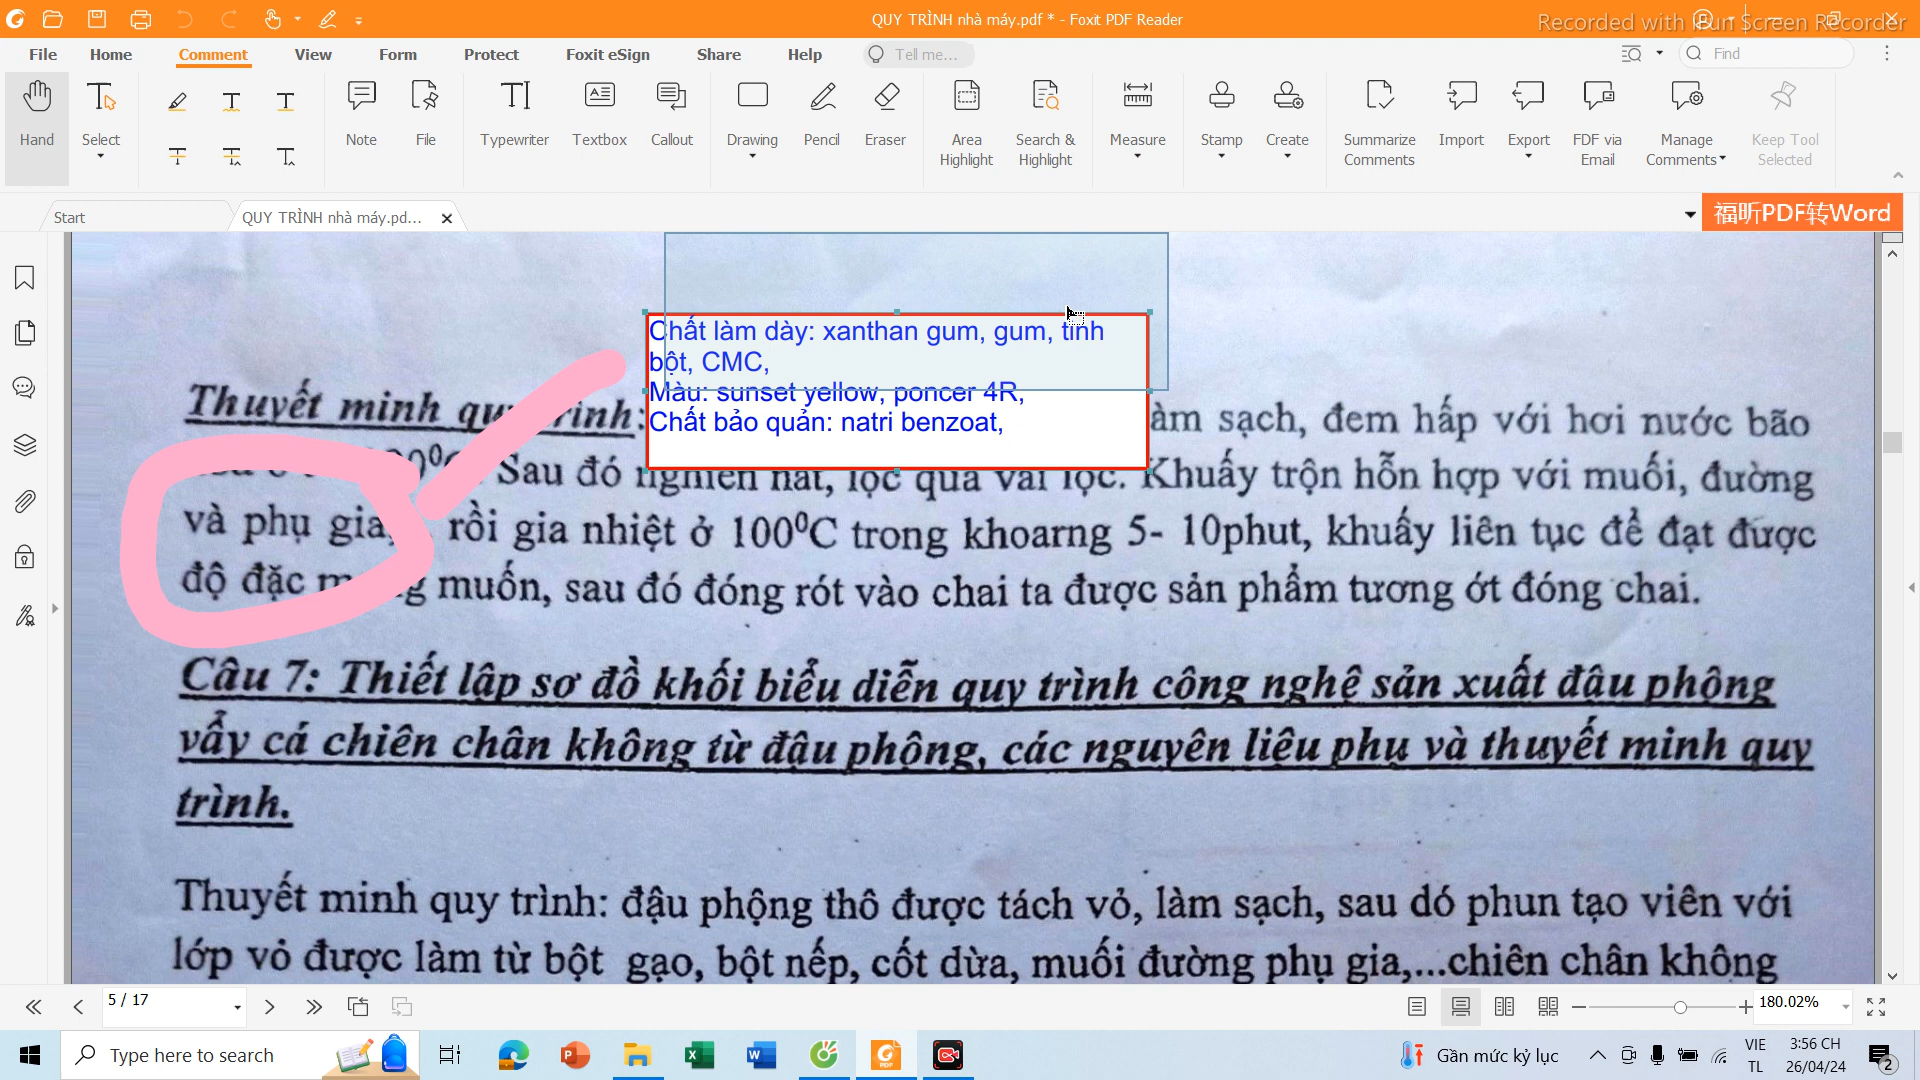 QUY TRÌNH nhà máy.pdf * - Foxit PDF Reader
Recorded with iFun Screen Recorder
File Home Comment View Form Protect Foxit eSign Share Help Tell me... Find
Hand Select Note File Typewriter Textbox Callout Drawing Pencil Eraser Area Highlight Search & Highlight Measure Stamp Create Summarize Comments Import Export FDF via Email Manage Comments Keep Tool Selected
Start QUY TRÌNH nhà máy.pd... 福昕PDF转Word
Chất làm dày: xanthan gum, gum, tinh
bột, CMC,
Màu: sunset yellow, poncer 4R,
Chất bảo quản: natri benzoat,
Thuyết minh quy trình: làm sạch, đem hấp với hơi nước bão
Sau đó nghiền nát, lọc qua vải lọc. Khuấy trộn hỗn hợp với muối, đường
và phụ gia, rồi gia nhiệt ở 100⁰C trong khoarng 5- 10phut, khuấy liên tục để đạt được
độ đặc mong muốn, sau đó đóng rót vào chai ta được sản phẩm tương ớt đóng chai.
Câu 7: Thiết lập sơ đồ khối biểu diễn quy trình công nghệ sản xuất đậu phộng
vẩy cá chiên chân không từ đậu phộng, các nguyên liệu phụ và thuyết minh quy
trình.
Thuyết minh quy trình: đậu phộng thô được tách vỏ, làm sạch, sau dó phun tạo viên với
lớp vỏ được làm từ bột gạo, bột nếp, cốt dừa, muối đường phụ gia,...chiên chân không
5 / 17 180.02%
Type here to search Gần mức kỷ lục VIE 3:56 CH
TL 26/04/24 2